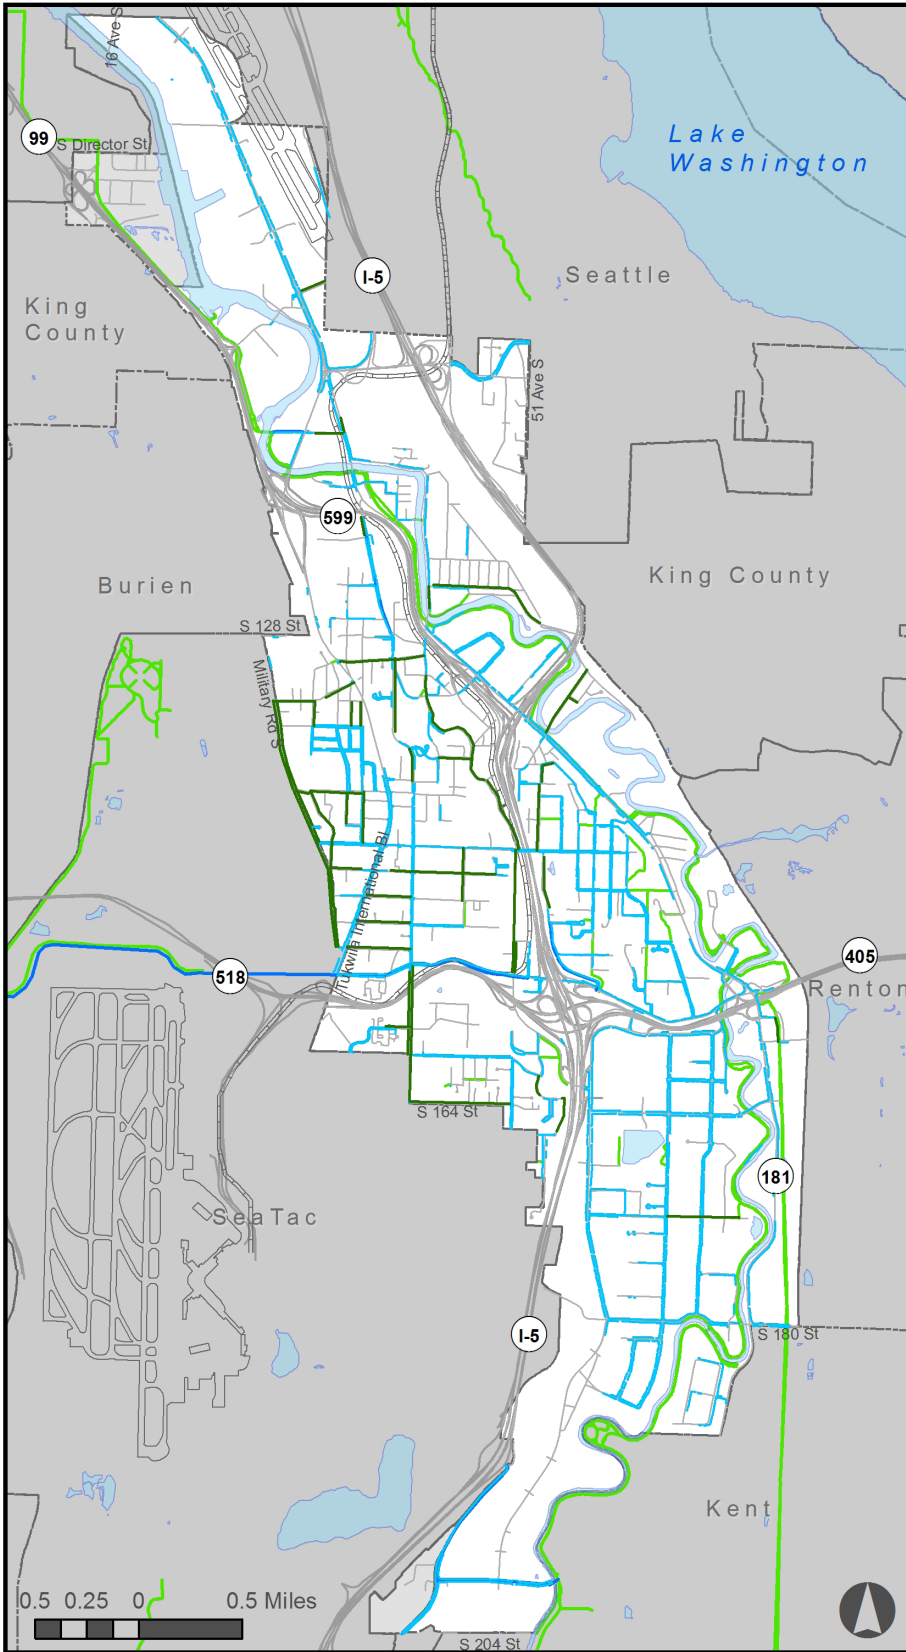 16 Ave S
99
S Director St
Lake
Washington
I-5
Seattle
King
County
51 Ave S
599
Burien
King County
S 128 St
Military Rd S
Tukwila International Bl
405
518
Renton
S 164 St
181
SeaTac
I-5
S 180 St
Kent
0.5 0.25 0 0.5 Miles
S 204 St